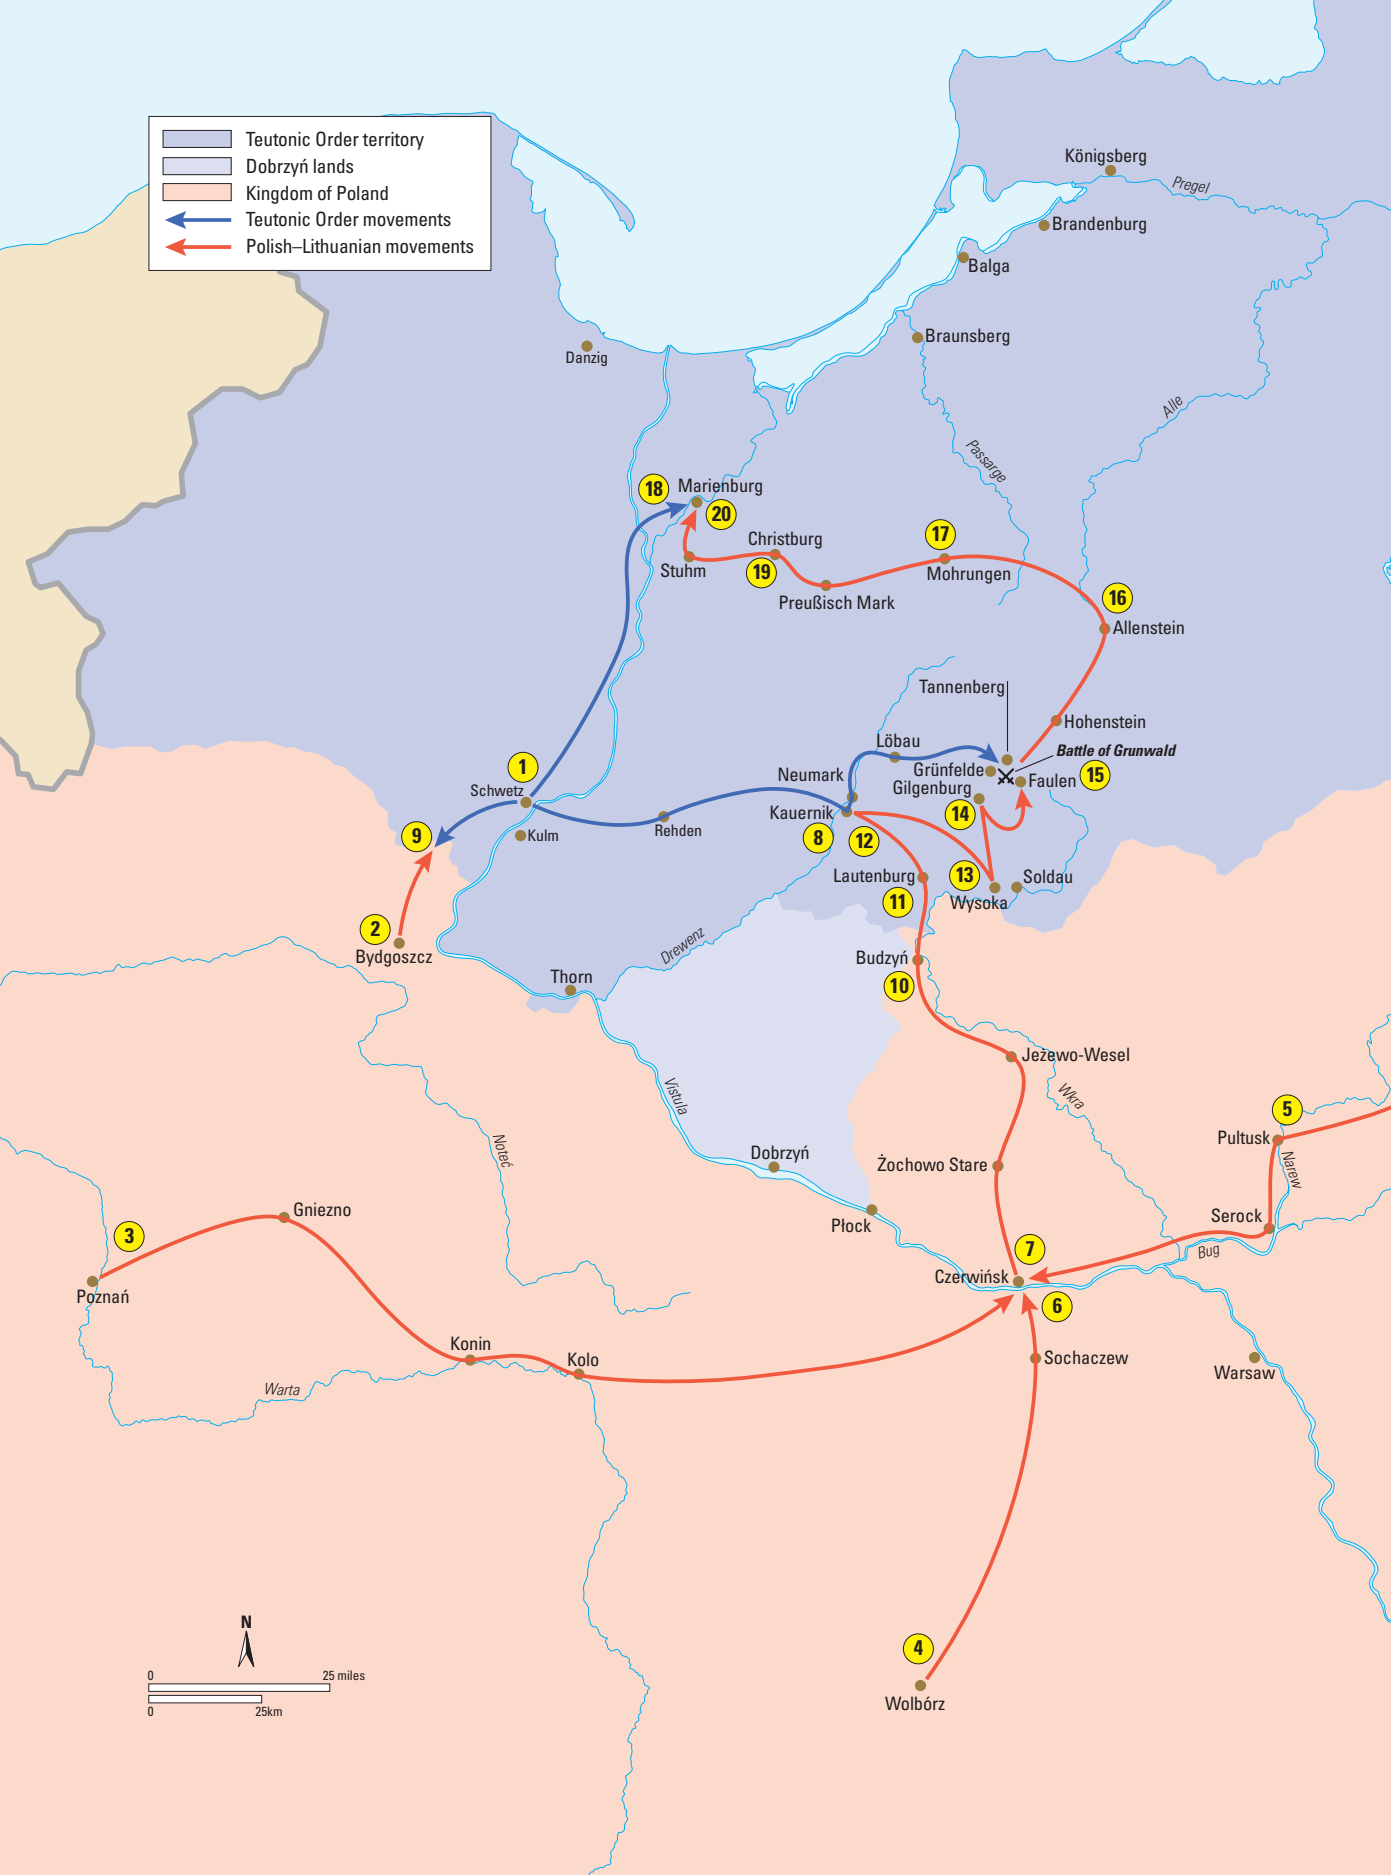 Teutonic Order territory
Dobrzyń lands
Kingdom of Poland
Teutonic Order movements
Polish–Lithuanian movements
Königsberg
Pregel
Brandenburg
Balga
Braunsberg
Danzig
Alle
Passarge
18
Marienburg
20
Christburg
17
Stuhm
19
Mohrungen
Preußisch Mark
16
Allenstein
Tannenberg
Hohenstein
Löbau
Battle of Grunwald
1
Schwetz
Neumark
Grünfelde
Faulen
15
Gilgenburg
Kauernik
14
Rehden
9
Kulm
8
12
Lautenburg
13
Soldau
11
Wysoka
2
Bydgoszcz
Drewenz
Budzyń
Thorn
10
Jeżewo-Wesel
Vistula
Wkra
5
Pultusk
Noteć
Dobrzyń
Żochowo Stare
Narew
Gniezno
Serock
3
Płock
7
Bug
Czerwińsk
Poznań
6
Konin
Kolo
Sochaczew
Warsaw
Warta
N
4
0
25 miles
Wolbórz
0
25km